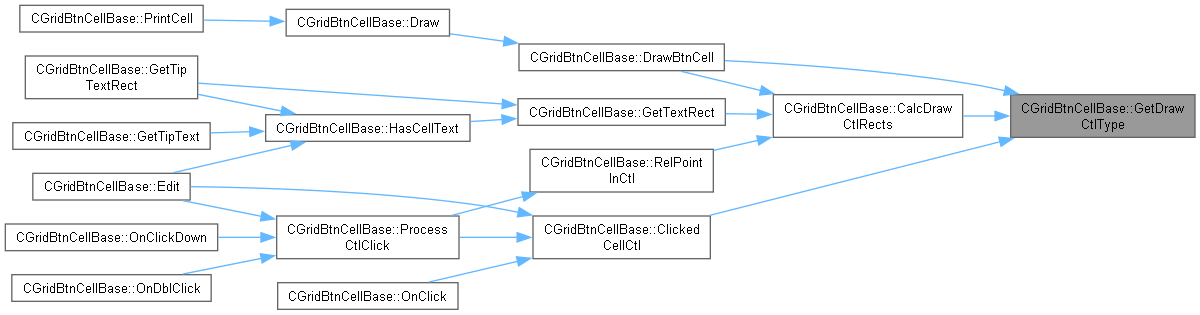 CGridBtnCellBase::PrintCell
CGridBtnCellBase::Draw
CGridBtnCellBase::DrawBtnCell
CGridBtnCellBase::GetTip
TextRect
CGridBtnCellBase::GetTextRect
CGridBtnCellBase::CalcDraw
CtlRects
CGridBtnCellBase::GetDraw
CtlType
CGridBtnCellBase::GetTipText
CGridBtnCellBase::HasCellText
CGridBtnCellBase::RelPoint
InCtl
CGridBtnCellBase::Edit
CGridBtnCellBase::OnClickDown
CGridBtnCellBase::Process
CtlClick
CGridBtnCellBase::Clicked
CellCtl
CGridBtnCellBase::OnDblClick
CGridBtnCellBase::OnClick